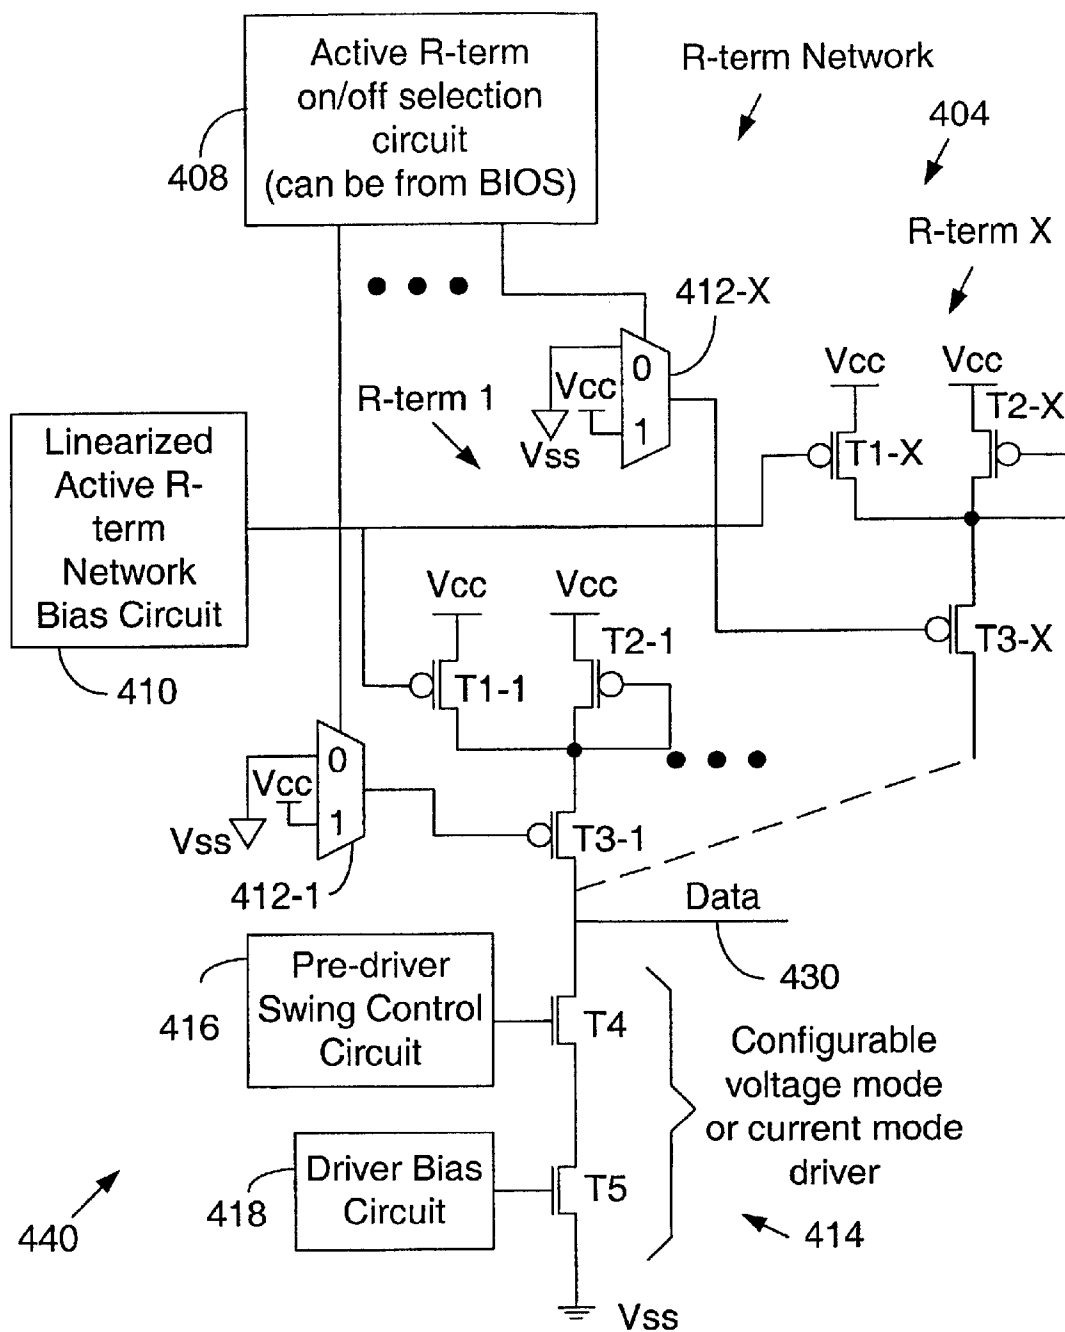 Active R-term
on/off selection
circuit
(can be from BIOS)
408
R-term Network
404
R-term X
412-X
0
1
Vcc
Vss
R-term 1
Vcc
Vcc
T2-X
T1-X
T3-X
Linearized
Active R-
term
Network
Bias Circuit
410
Vcc
Vcc
T2-1
T1-1
0
1
Vcc
Vss
412-1
T3-1
Data
430
Pre-driver
Swing Control
Circuit
416
T4
Configurable
voltage mode
or current mode
driver
414
Driver Bias
Circuit
418
T5
440
Vss